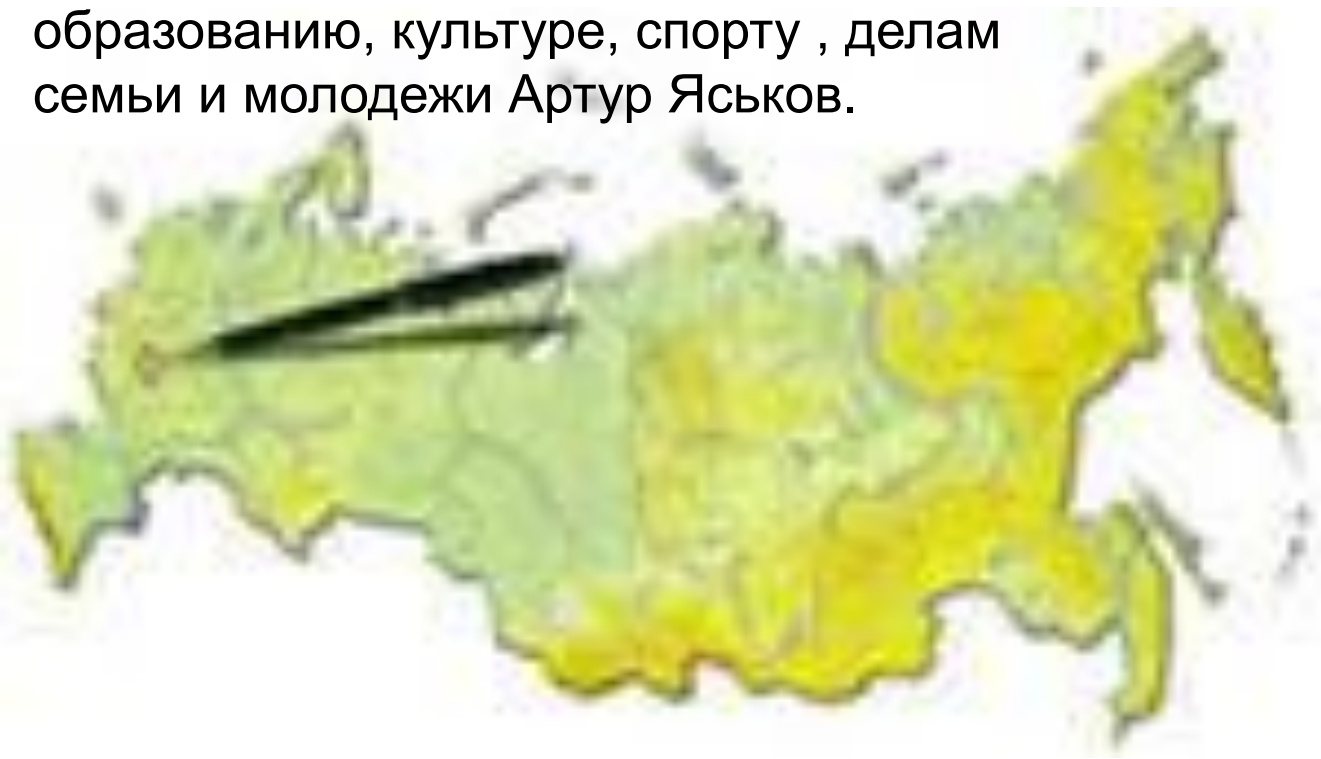 образованию, культуре, спорту , делам
семьи и молодежи Артур Яськов.